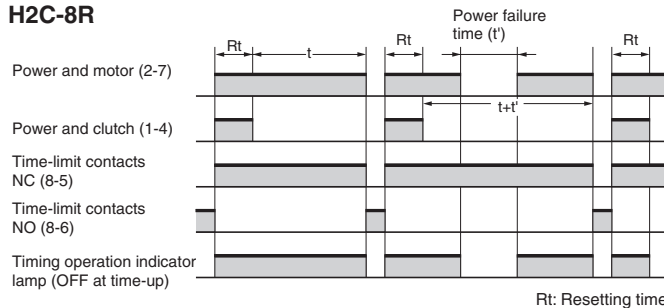 H2C-8R
Power failure
time (t')
Rt
t
Rt
Rt
Power and motor (2-7)
t+t'
Power and clutch (1-4)
Time-limit contacts
NC (8-5)
Time-limit contacts
NO (8-6)
Timing operation indicator
lamp (OFF at time-up)
Rt: Resetting time